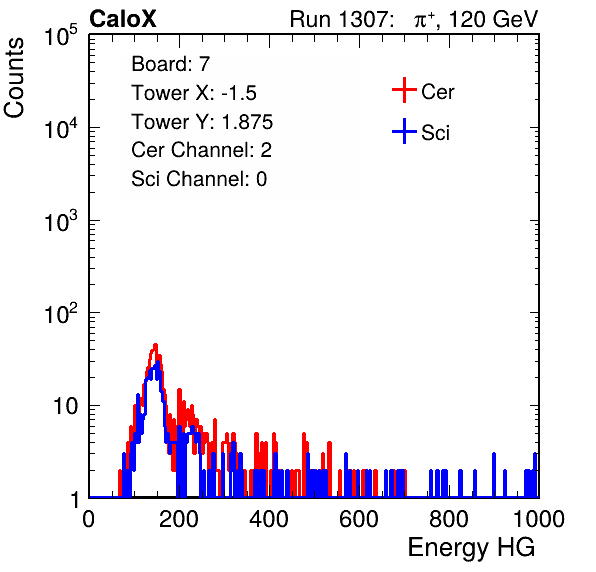 CaloX Run 1307: π⁺, 120 GeV
Board: 7
Tower X: -1.5
Tower Y: 1.875
Cer Channel: 2
Sci Channel: 0
Cer
Sci
Counts
10⁵
10⁴
10³
10²
10
1
0 200 400 600 800 1000
Energy HG